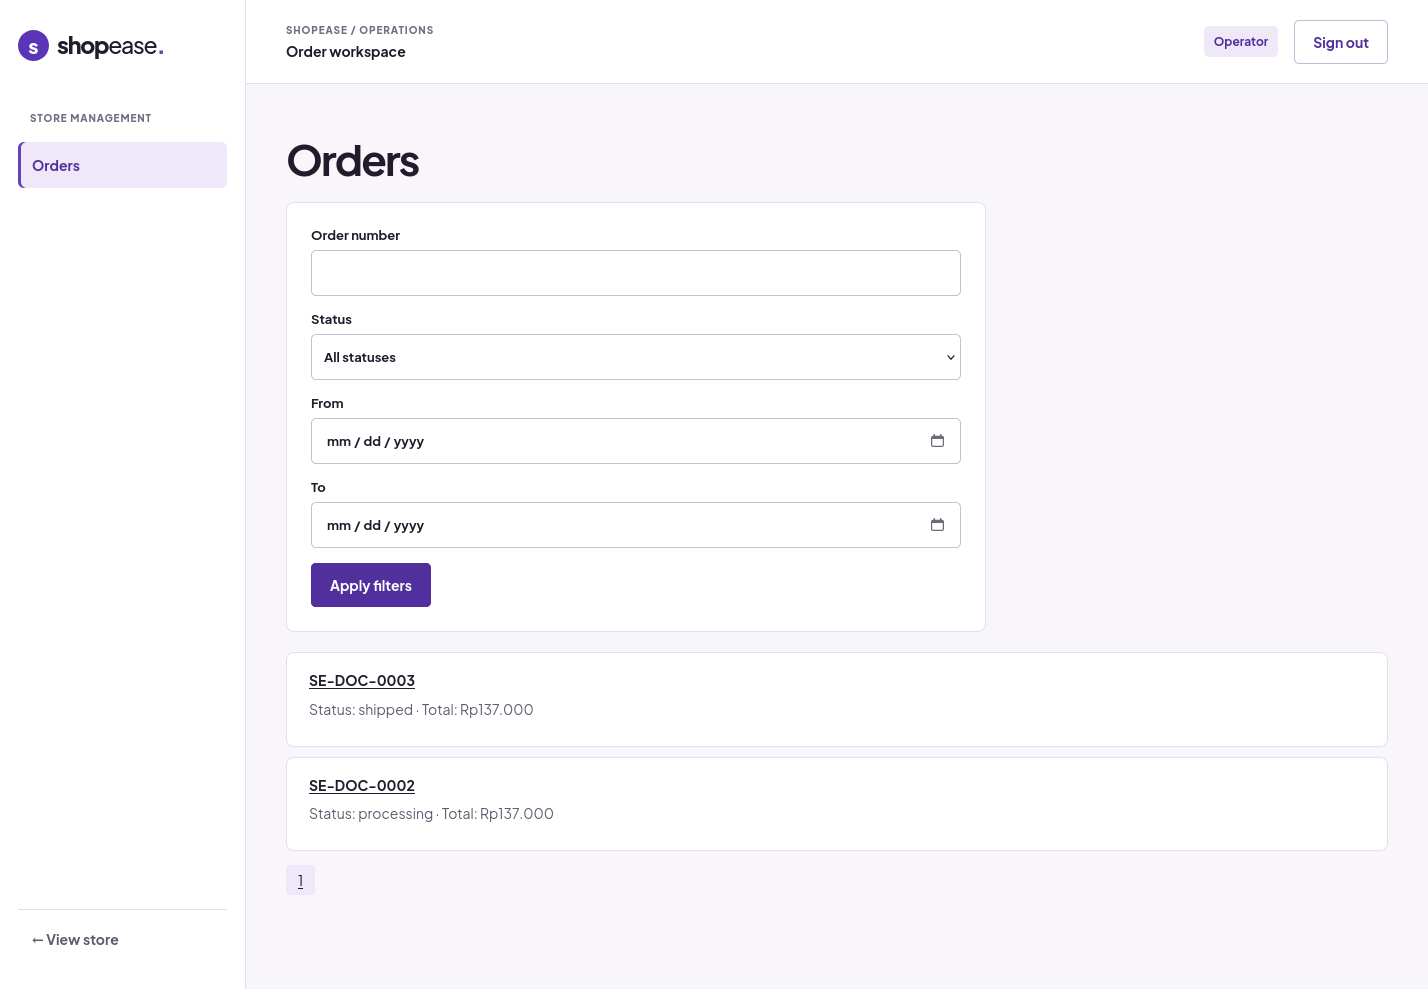 s shopease.
STORE MANAGEMENT
Orders
← View store
SHOPEASE / OPERATIONS
Order workspace
Operator
Sign out
Orders
Order number
Status
All statuses
From
mm / dd / yyyy
To
mm / dd / yyyy
Apply filters
SE-DOC-0003
Status: shipped · Total: Rp137.000
SE-DOC-0002
Status: processing · Total: Rp137.000
1